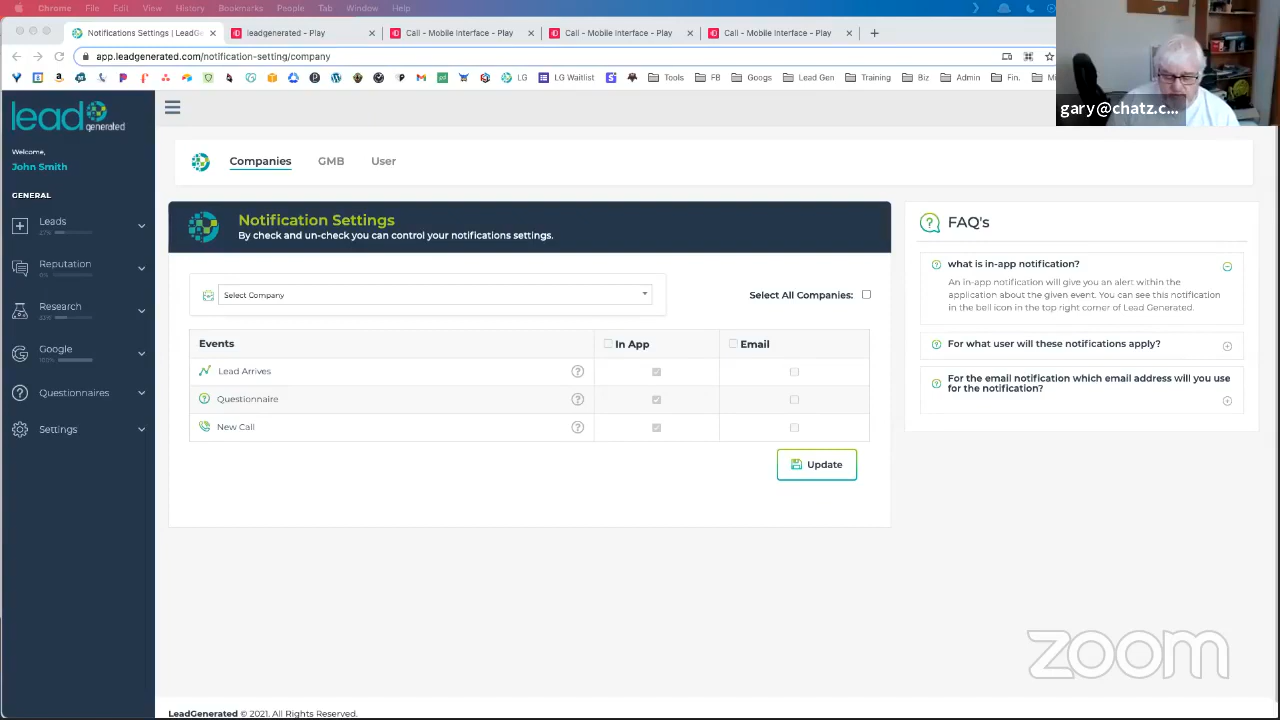 Chrome File Edit View History Bookmarks People Tab Window Help
Notifications Settings | LeadG
leadgenerated - Play
Call - Mobile Interface - Play
Call - Mobile Interface - Play
Call - Mobile Interface - Play
app.leadgenerated.com/notification-setting/company
LG
LG Waitlist
Tools
FB
Googs
Lead Gen
Training
Biz
Admin
Fin.
gary@chatz.c...
lead
generated
Welcome,
John Smith
GENERAL
Leads
27%
Reputation
0%
Research
Google
100%
Questionnaires
Settings
Companies GMB User
Notification Settings
By check and un-check you can control your notifications settings.
Select Company
Select All Companies:
Events In App Email
Lead Arrives
Questionnaire
New Call
Update
FAQ's
what is in-app notification?
An in-app notification will give you an alert within the
application about the given event. You can see this notification
in the bell icon in the top right corner of Lead Generated.
For what user will these notifications apply?
For the email notification which email address will you use
for the notification?
zoom
LeadGenerated © 2021. All Rights Reserved.